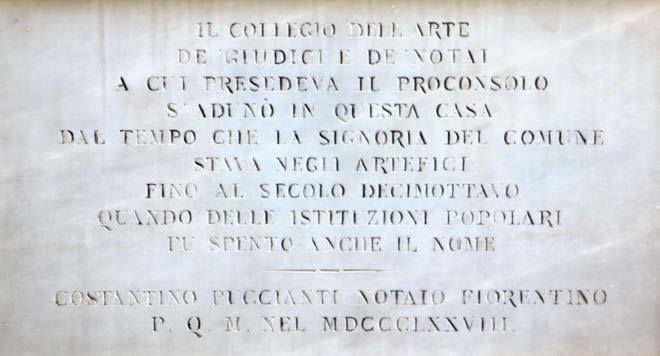 IL COLLEGIO DELL'ARTE
DE' GIUDICI E DE' NOTAI
A CUI PRESEDEVA IL PROCONSOLO
S'ADUNÒ IN QUESTA CASA
DAL TEMPO CHE LA SIGNORIA DEL COMUNE
STAVA NEGLI ARTEFICI
FINO AL SECOLO DECIMOTTAVO
QUANDO DELLE ISTITUZIONI POPOLARI
FU SPENTO ANCHE IL NOME
COSTANTINO PUCCIANTI NOTAIO FIORENTINO
P. Q. M. NEL MDCCCLXXVIII.